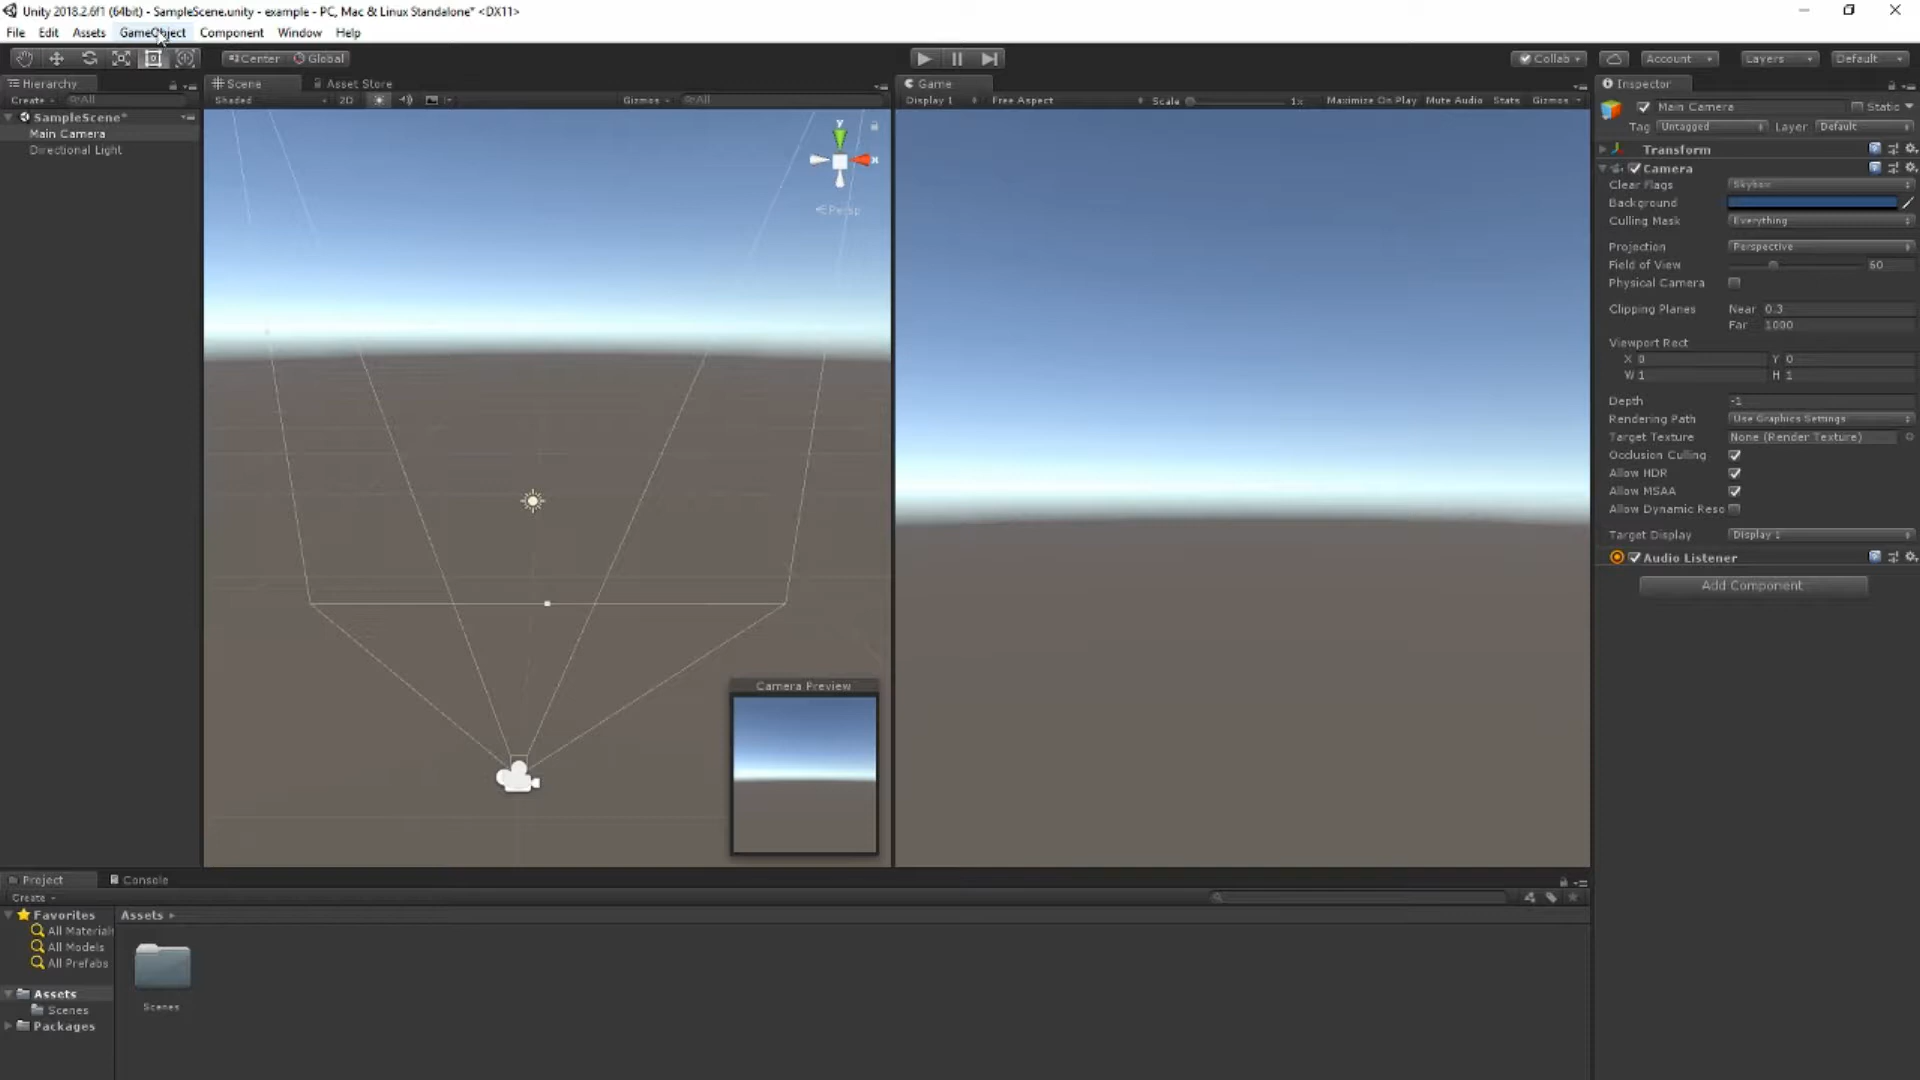 Unity 2018.2.6f1 (64bit) - SampleScene.unity - example - PC, Mac & Linux Standalone* <DX11>
File Edit Assets GameObject Component Window Help
Center Global Collab Account Layers Default
Hierarchy
Create All
SampleScene*
Main Camera
Directional Light
Scene Asset Store
Shaded 2D Gizmos All
y
x
Persp
Camera Preview
Game
Display 1 Free Aspect Scale 1x Maximize On Play Mute Audio Stats Gizmos
Inspector
Main Camera Static
Tag Untagged Layer Default
Transform
Camera
Clear Flags Skybox
Background
Culling Mask Everything
Projection Perspective
Field of View 60
Physical Camera
Clipping Planes Near 0.3
Far 1000
Viewport Rect
X 0 Y 0
W 1 H 1
Depth -1
Rendering Path Use Graphics Settings
Target Texture None (Render Texture)
Occlusion Culling
Allow HDR
Allow MSAA
Allow Dynamic Reso
Target Display Display 1
Audio Listener
Add Component
Project Console
Create
Favorites
All Material
All Models
All Prefabs
Assets
Scenes
Packages
Assets
Scenes